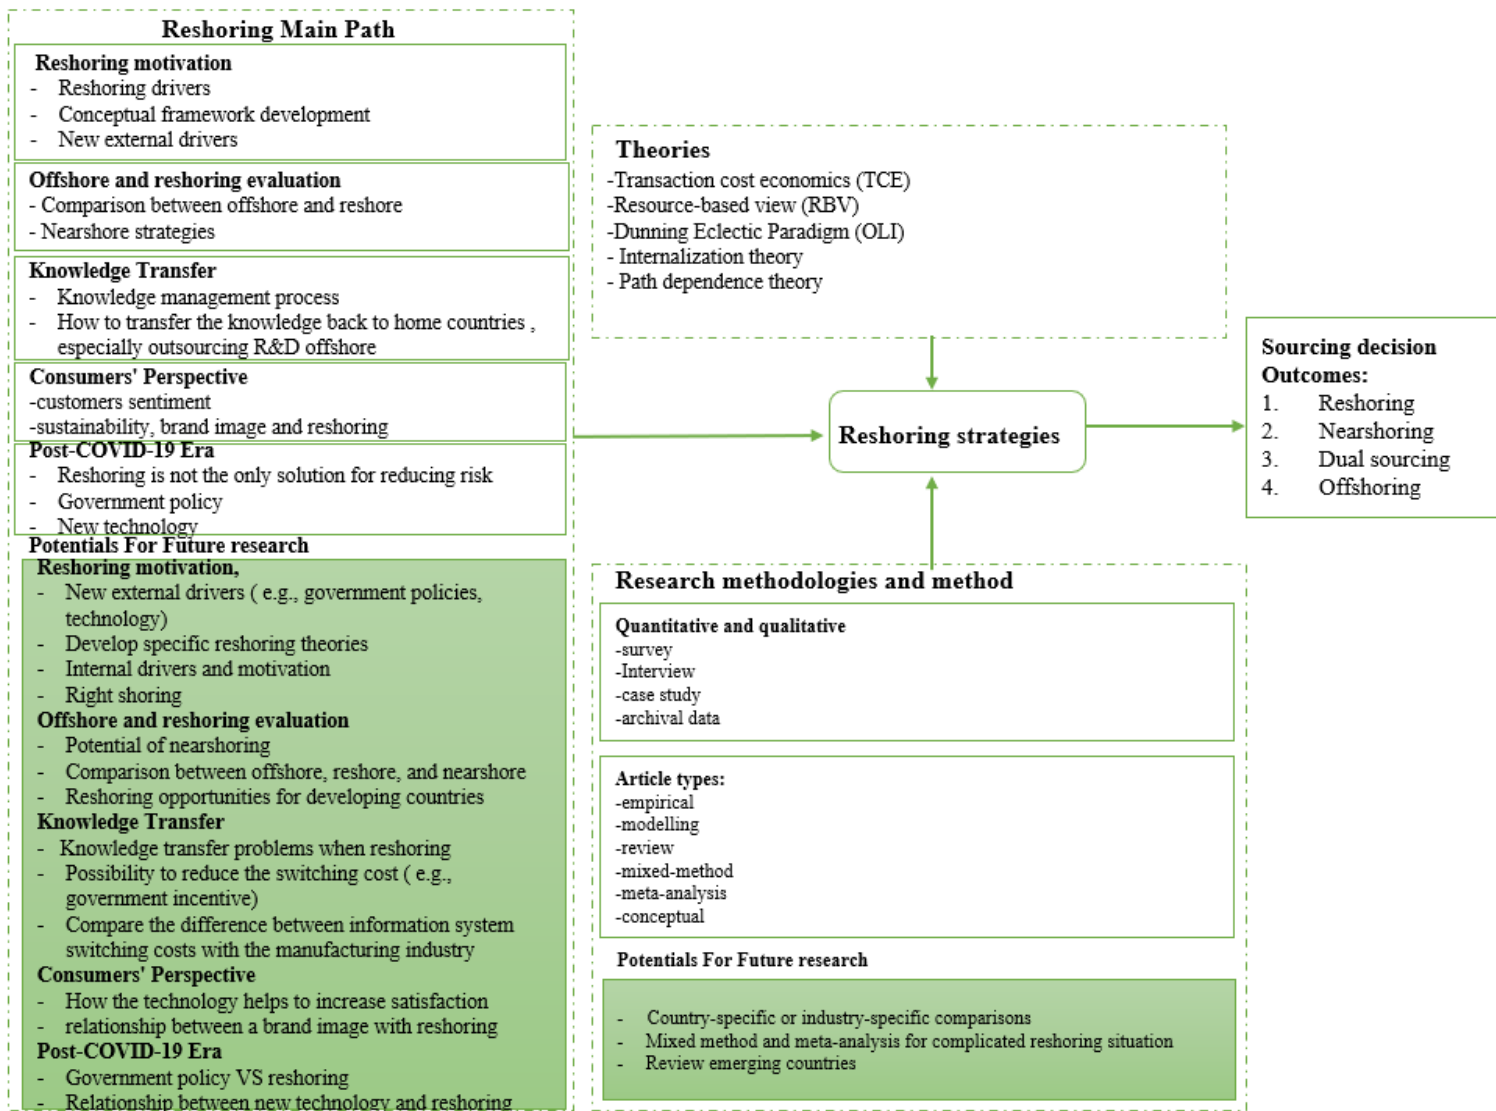 Reshoring Main Path
Reshoring motivation
- Reshoring drivers
- Conceptual framework development
- New external drivers
Offshore and reshoring evaluation
- Comparison between offshore and reshore
- Nearshore strategies
Knowledge Transfer
- Knowledge management process
- How to transfer the knowledge back to home countries ,
especially outsourcing R&D offshore
Consumers' Perspective
-customers sentiment
-sustainability, brand image and reshoring
Post-COVID-19 Era
- Reshoring is not the only solution for reducing risk
- Government policy
- New technology
Potentials For Future research
Reshoring motivation,
- New external drivers ( e.g., government policies,
technology)
- Develop specific reshoring theories
- Internal drivers and motivation
- Right shoring
Offshore and reshoring evaluation
- Potential of nearshoring
- Comparison between offshore, reshore, and nearshore
- Reshoring opportunities for developing countries
Knowledge Transfer
- Knowledge transfer problems when reshoring
- Possibility to reduce the switching cost ( e.g.,
government incentive)
- Compare the difference between information system
switching costs with the manufacturing industry
Consumers' Perspective
- How the technology helps to increase satisfaction
- relationship between a brand image with reshoring
Post-COVID-19 Era
- Government policy VS reshoring
- Relationship between new technology and reshoring
Theories
-Transaction cost economics (TCE)
-Resource-based view (RBV)
-Dunning Eclectic Paradigm (OLI)
- Internalization theory
- Path dependence theory
Reshoring strategies
Sourcing decision
Outcomes:
1. Reshoring
2. Nearshoring
3. Dual sourcing
4. Offshoring
Research methodologies and method
Quantitative and qualitative
-survey
-Interview
-case study
-archival data
Article types:
-empirical
-modelling
-review
-mixed-method
-meta-analysis
-conceptual
Potentials For Future research
- Country-specific or industry-specific comparisons
- Mixed method and meta-analysis for complicated reshoring situation
- Review emerging countries